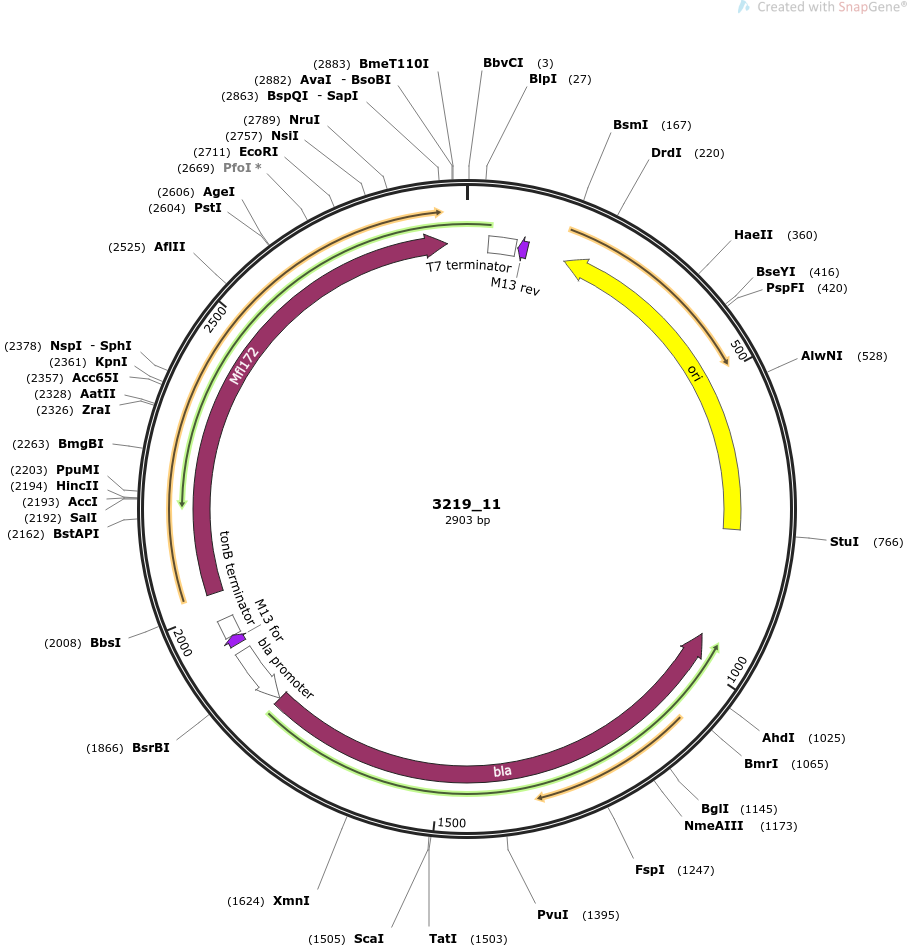 Created with SnapGene®
(2883) BmeT110I
(2882) AvaI - BsoBI
(2863) BspQI - SapI
(2789) NruI
(2757) NsiI
(2711) EcoRI
(2669) PfoI *
(2606) AgeI
(2604) PstI
(2525) AflII
(2378) NspI - SphI
(2361) KpnI
(2357) Acc65I
(2328) AatII
(2326) ZraI
(2263) BmgBI
(2203) PpuMI
(2194) HincII
(2193) AccI
(2192) SalI
(2162) BstAPI
(2008) BbsI
(1866) BsrBI
(1624) XmnI
(1505) ScaI
BbvCI (3)
BlpI (27)
BsmI (167)
DrdI (220)
HaeII (360)
BseYI (416)
PspFI (420)
AlwNI (528)
StuI (766)
AhdI (1025)
BmrI (1065)
BglI (1145)
NmeAIII (1173)
FspI (1247)
PvuI (1395)
TatI (1503)
500
1000
1500
2000
2500
T7 terminator
M13 rev
ori
Mfl172
tonB terminator
M13 for
bla promoter
bla
3219_11
2903 bp